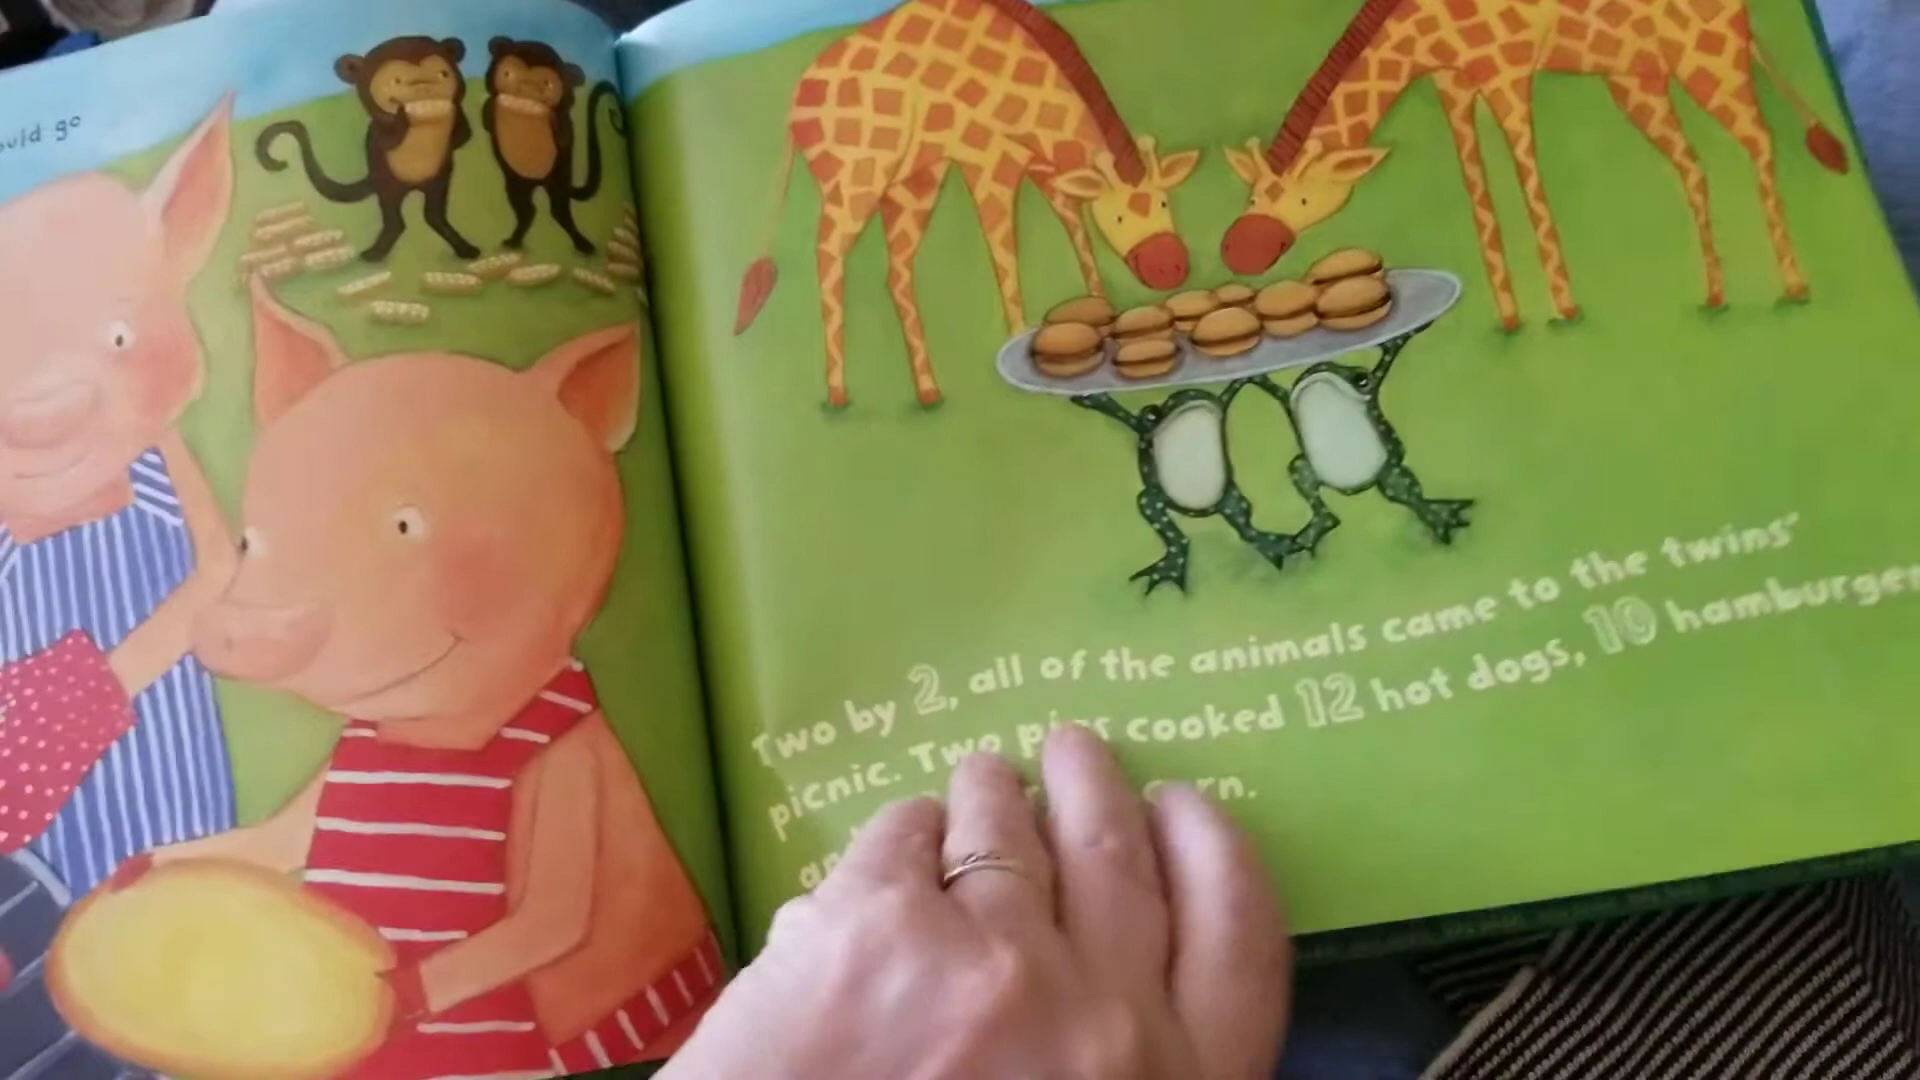 ould go
Two by 2, all of the animals came to the twins'
picnic. Two pigs cooked 12 hot dogs, 10 hamburger
corn.